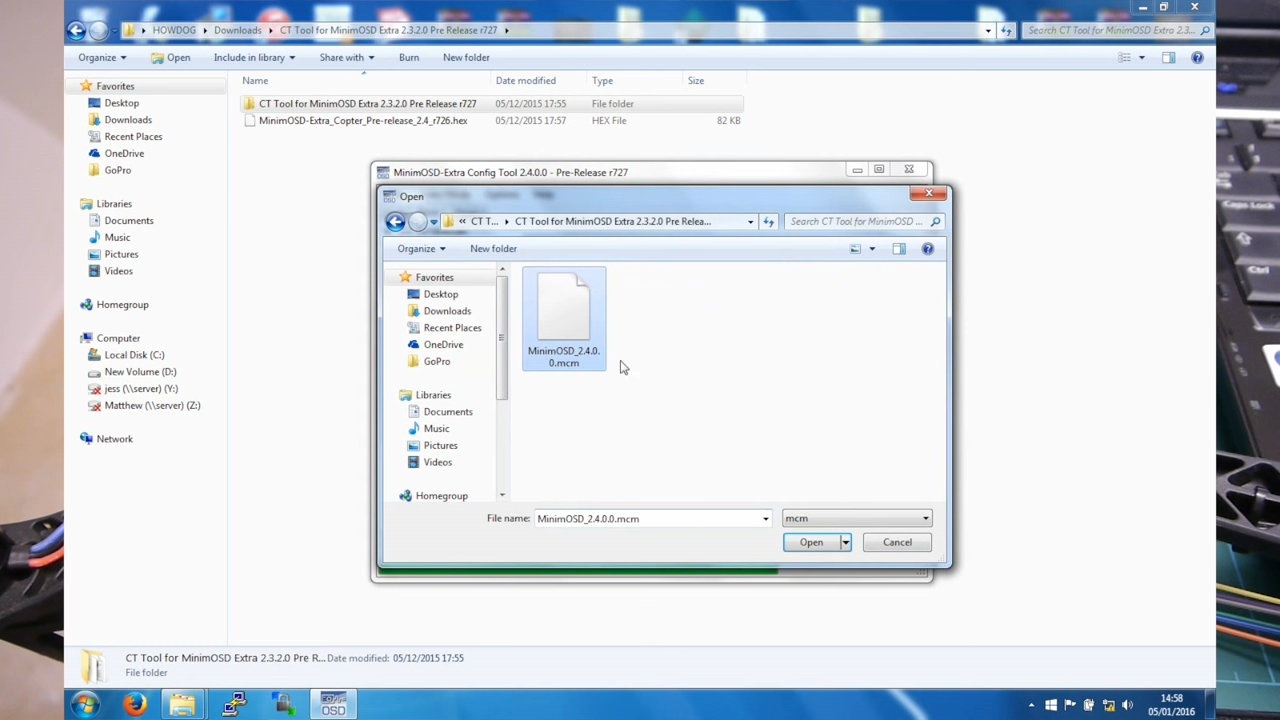 HOWDOG
Downloads
CT Tool for MinimOSD Extra 2.3.2.0 Pre Release r727
Search CT Tool for MinimOSD Extra 2.3....
Organize
Open
Include in library
Share with
Burn
New folder
Favorites
Desktop
Downloads
Recent Places
OneDrive
GoPro
Libraries
Documents
Music
Pictures
Videos
Homegroup
Computer
Local Disk (C:)
New Volume (D:)
jess (\\server) (Y:)
Matthew (\\server) (Z:)
Network
Name
Date modified
Type
Size
CT Tool for MinimOSD Extra 2.3.2.0 Pre Release r727
05/12/2015 17:55
File folder
MinimOSD-Extra_Copter_Pre-release_2.4_r726.hex
05/12/2015 17:57
HEX File
82 KB
MinimOSD-Extra Config Tool 2.4.0.0 - Pre-Release r727
Open
« CT T...
CT Tool for MinimOSD Extra 2.3.2.0 Pre Relea...
Search CT Tool for MinimOSD ...
Organize
New folder
Favorites
Desktop
Downloads
Recent Places
OneDrive
GoPro
Libraries
Documents
Music
Pictures
Videos
Homegroup
MinimOSD_2.4.0.
0.mcm
File name:
MinimOSD_2.4.0.0.mcm
mcm
Open
Cancel
CT Tool for MinimOSD Extra 2.3.2.0 Pre R...
Date modified: 05/12/2015 17:55
File folder
OSD
14:58
05/01/2016
Caps Lock